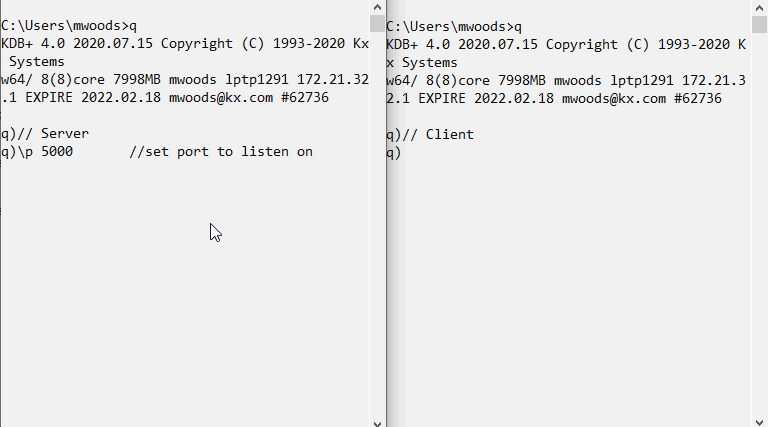 C:\Users\mwoods>q
KDB+ 4.0 2020.07.15 Copyright (C) 1993-2020 Kx
 Systems
w64/ 8(8)core 7998MB mwoods lptp1291 172.21.32
.1 EXPIRE 2022.02.18 mwoods@kx.com #62736
q)// Server
q)\p 5000       //set port to listen on
C:\Users\mwoods>q
KDB+ 4.0 2020.07.15 Copyright (C) 1993-2020 K
x Systems
w64/ 8(8)core 7998MB mwoods lptp1291 172.21.3
2.1 EXPIRE 2022.02.18 mwoods@kx.com #62736
q)// Client
q)